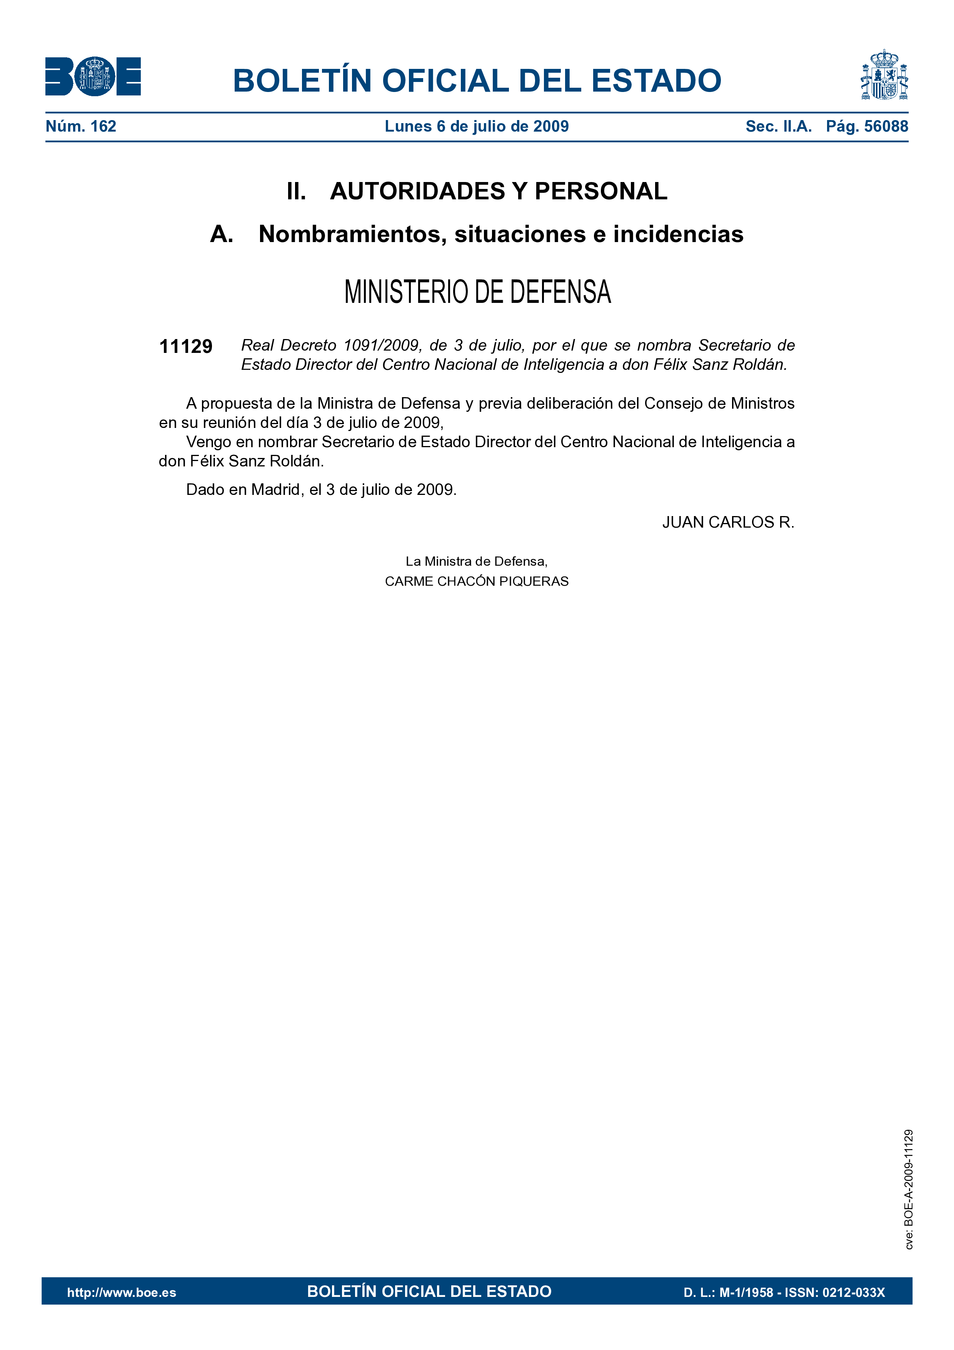 BOE
BOLETÍN OFICIAL DEL ESTADO
Núm. 162 Lunes 6 de julio de 2009 Sec. II.A. Pág. 56088
II. AUTORIDADES Y PERSONAL
A. Nombramientos, situaciones e incidencias
MINISTERIO DE DEFENSA
11129 Real Decreto 1091/2009, de 3 de julio, por el que se nombra Secretario de
Estado Director del Centro Nacional de Inteligencia a don Félix Sanz Roldán.
A propuesta de la Ministra de Defensa y previa deliberación del Consejo de Ministros
en su reunión del día 3 de julio de 2009,
Vengo en nombrar Secretario de Estado Director del Centro Nacional de Inteligencia a
don Félix Sanz Roldán.
Dado en Madrid, el 3 de julio de 2009.
JUAN CARLOS R.
La Ministra de Defensa,
CARME CHACÓN PIQUERAS
cve: BOE-A-2009-11129
http://www.boe.es BOLETÍN OFICIAL DEL ESTADO D. L.: M-1/1958 - ISSN: 0212-033X